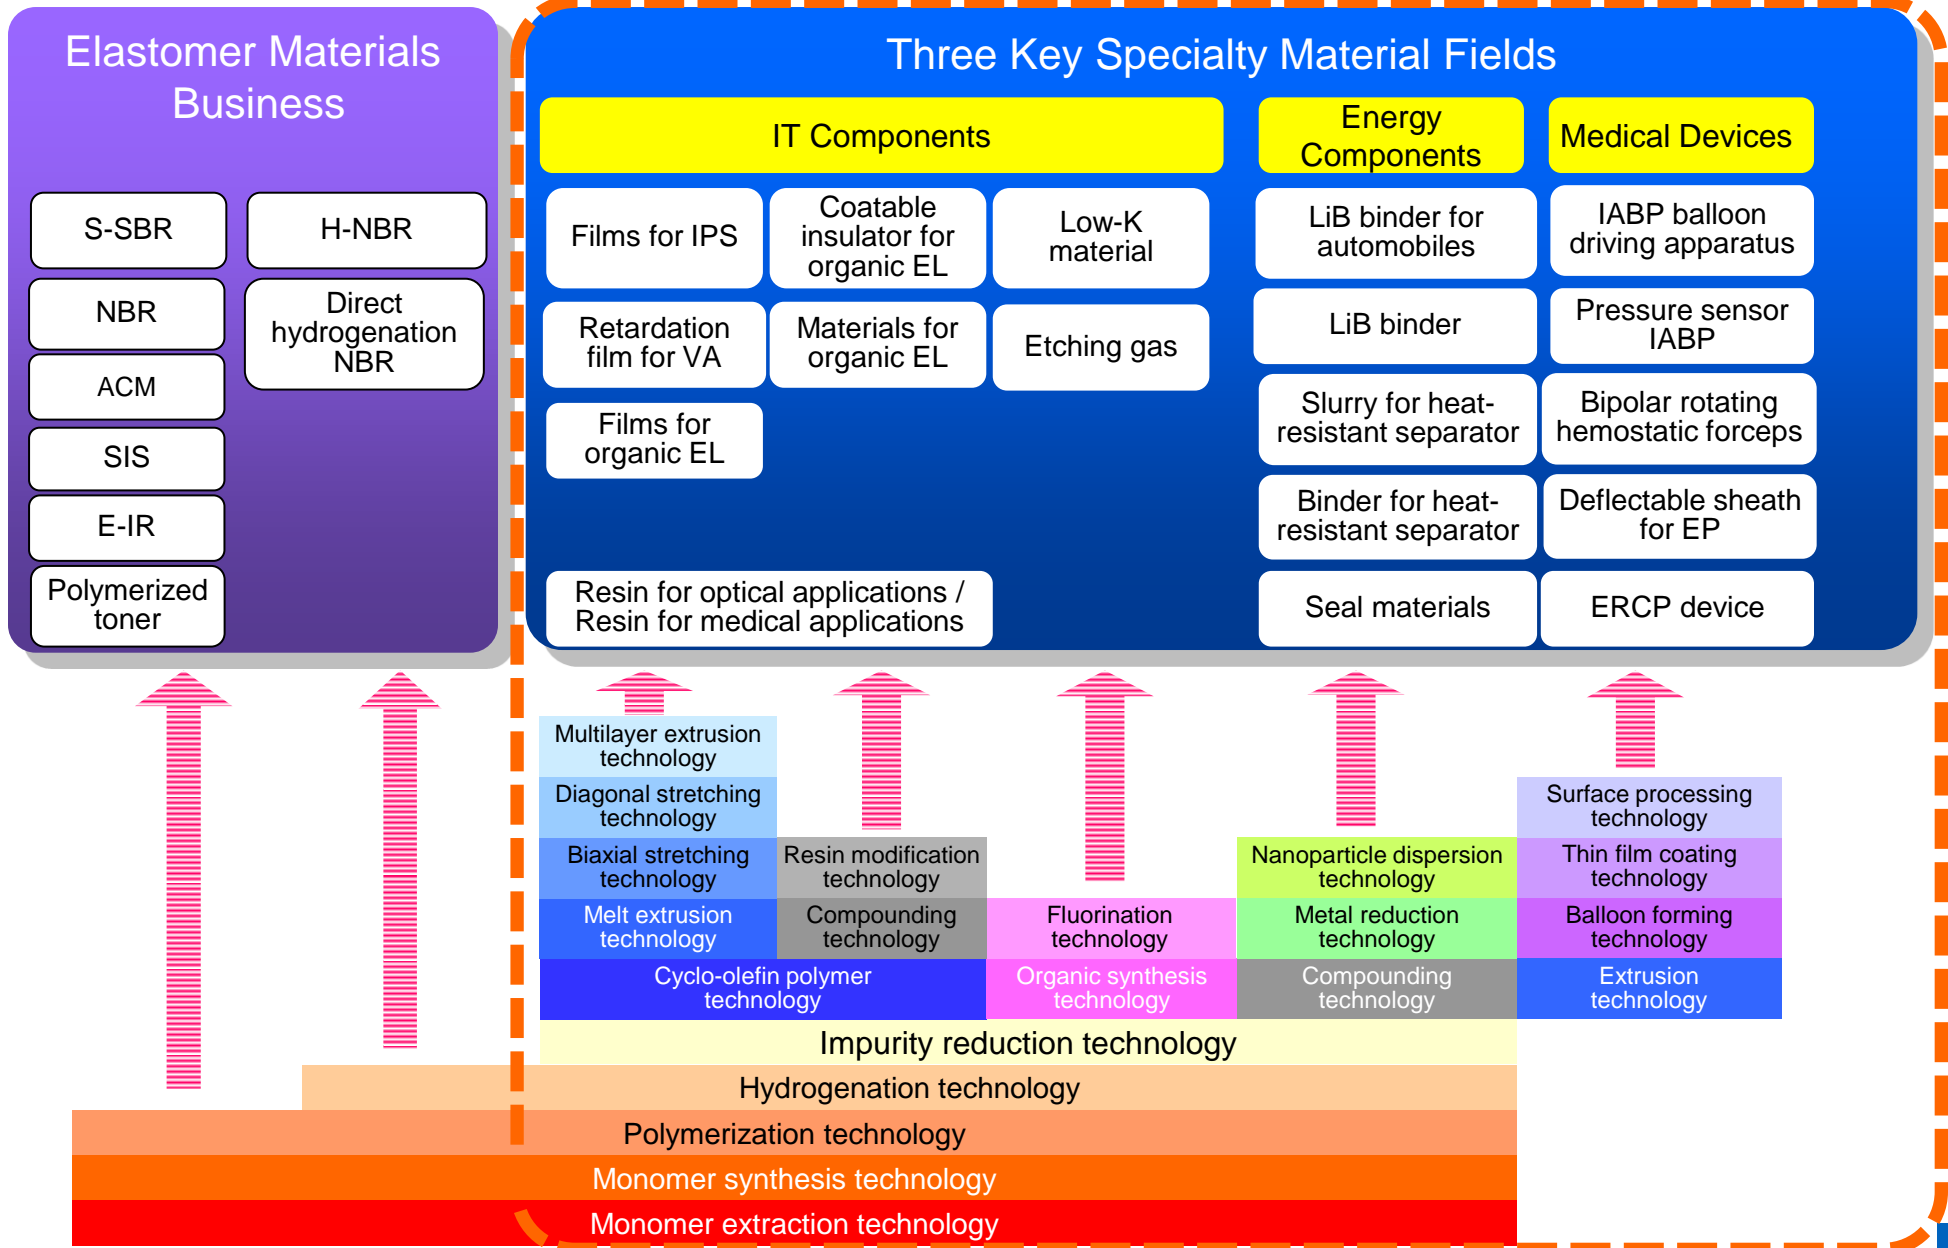 Elastomer Materials
Business
S-SBR
H-NBR
NBR
Direct
hydrogenation
NBR
ACM
SIS
E-IR
Polymerized
toner
Three Key Specialty Material Fields
IT Components
Films for IPS
Coatable
insulator for
organic EL
Low-K
material
Retardation
film for VA
Materials for
organic EL
Etching gas
Films for
organic EL
Resin for optical applications /
Resin for medical applications
Energy
Components
LiB binder for
automobiles
LiB binder
Slurry for heat-
resistant separator
Binder for heat-
resistant separator
Seal materials
Medical Devices
IABP balloon
driving apparatus
Pressure sensor
IABP
Bipolar rotating
hemostatic forceps
Deflectable sheath
for EP
ERCP device
Multilayer extrusion
technology
Diagonal stretching
technology
Biaxial stretching
technology
Melt extrusion
technology
Resin modification
technology
Compounding
technology
Cyclo-olefin polymer
technology
Fluorination
technology
Organic synthesis
technology
Nanoparticle dispersion
technology
Metal reduction
technology
Compounding
technology
Surface processing
technology
Thin film coating
technology
Balloon forming
technology
Extrusion
technology
Impurity reduction technology
Hydrogenation technology
Polymerization technology
Monomer synthesis technology
Monomer extraction technology